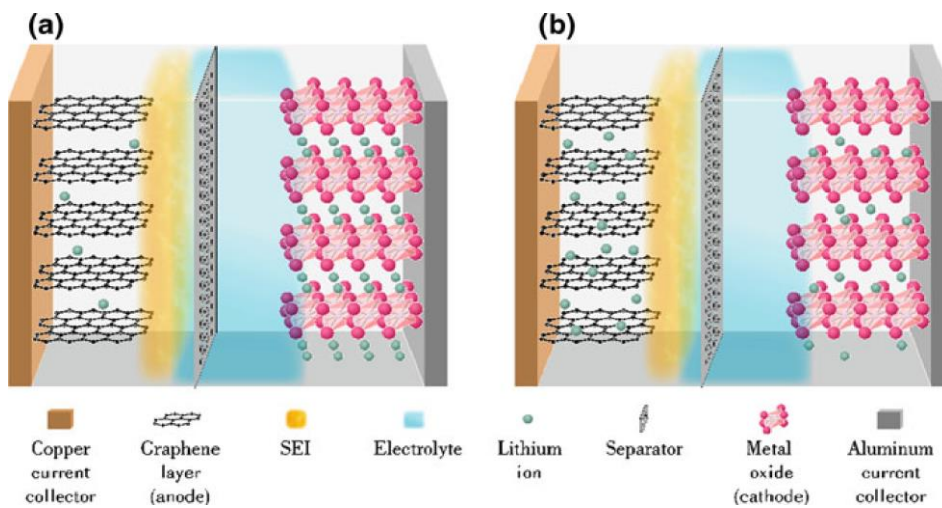 (a)
(b)
Copper
current
collector
Graphene
layer
(anode)
SEI
Electrolyte
Lithium
ion
Separator
Metal
oxide
(cathode)
Aluminum
current
collector